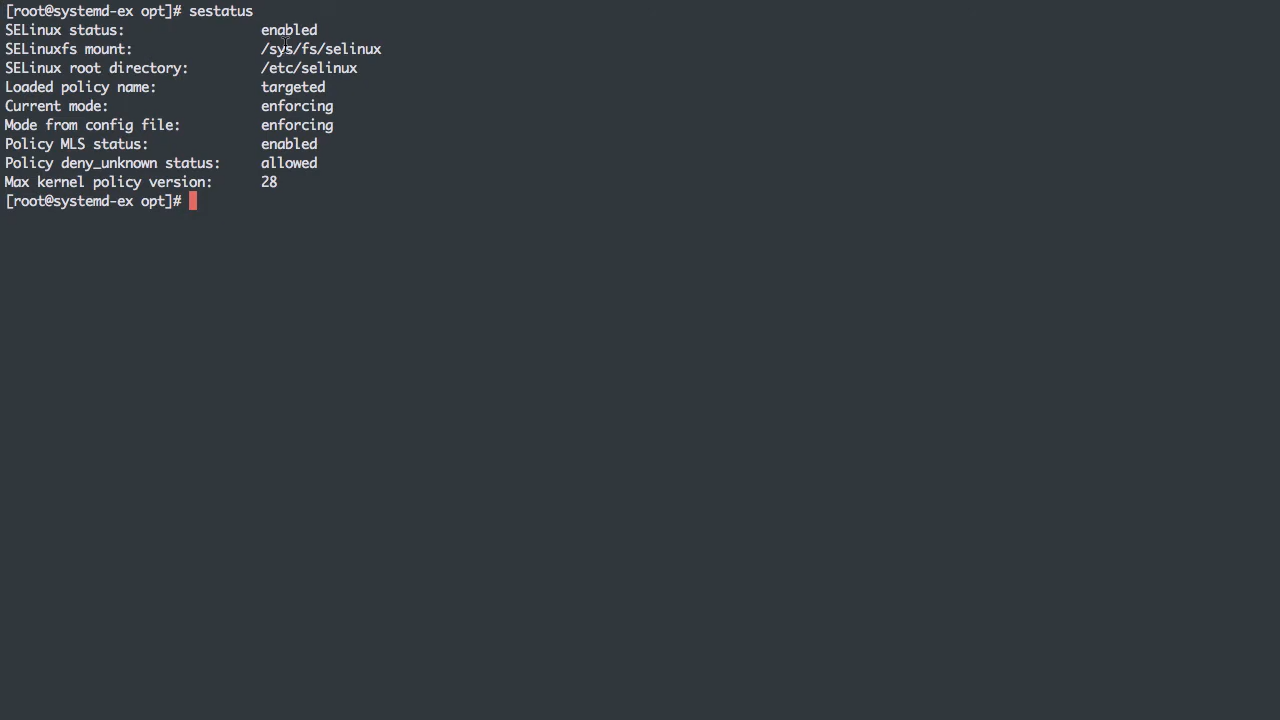 [root@systemd-ex opt]# sestatus
SELinux status:                 enabled
SELinuxfs mount:                /sys/fs/selinux
SELinux root directory:         /etc/selinux
Loaded policy name:             targeted
Current mode:                   enforcing
Mode from config file:          enforcing
Policy MLS status:              enabled
Policy deny_unknown status:     allowed
Max kernel policy version:      28
[root@systemd-ex opt]#